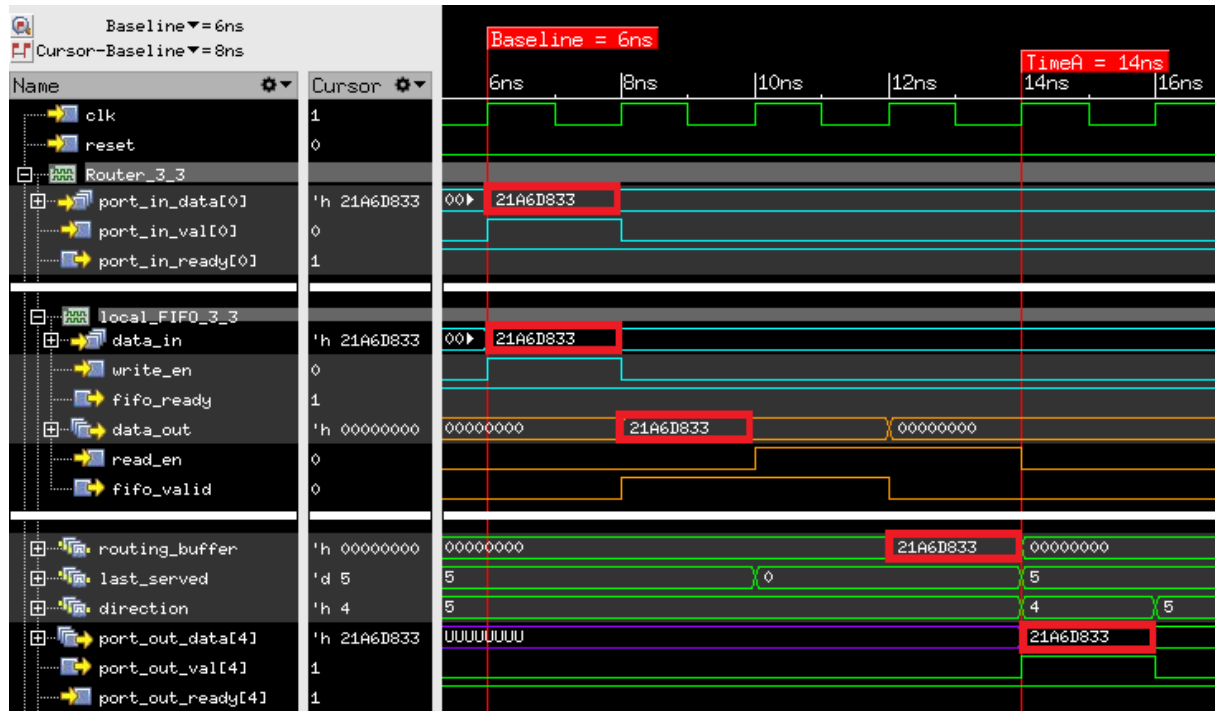 Baseline▼=6ns
Cursor-Baseline▼=8ns
Baseline = 6ns
TimeA = 14ns
Name Cursor 6ns 8ns 10ns 12ns 14ns 16ns
clk 1
reset 0
Router_3_3
port_in_data[0] 'h 21A6D833 00 21A6D833
port_in_val[0] 0
port_in_ready[0] 1
local_FIFO_3_3
data_in 'h 21A6D833 00 21A6D833
write_en 0
fifo_ready 1
data_out 'h 00000000 00000000 21A6D833 00000000
read_en 0
fifo_valid 0
routing_buffer 'h 00000000 00000000 21A6D833 00000000
last_served 'd 5 5 0 5
direction 'h 4 5 4 5
port_out_data[4] 'h 21A6D833 UUUUUUUU 21A6D833
port_out_val[4] 1
port_out_ready[4] 1